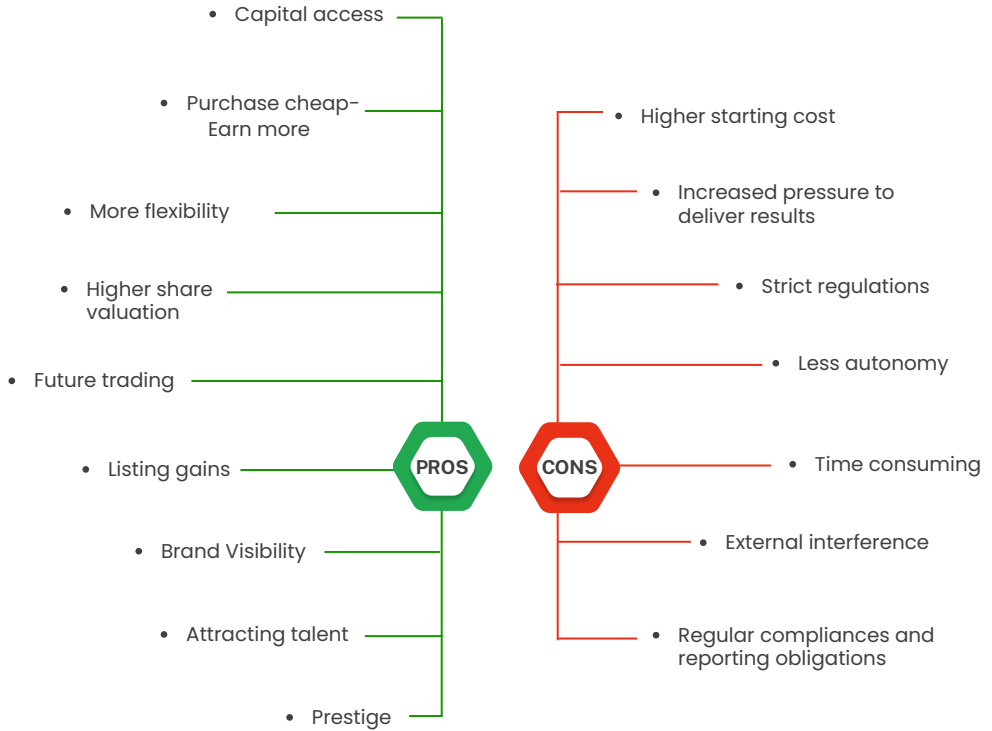 • Capital access
• Purchase cheap-
Earn more
• More flexibility
• Higher share
valuation
• Future trading
• Listing gains
• Brand Visibility
• Attracting talent
• Prestige
PROS
CONS
• Higher starting cost
• Increased pressure to
deliver results
• Strict regulations
• Less autonomy
• Time consuming
• External interference
• Regular compliances and
reporting obligations